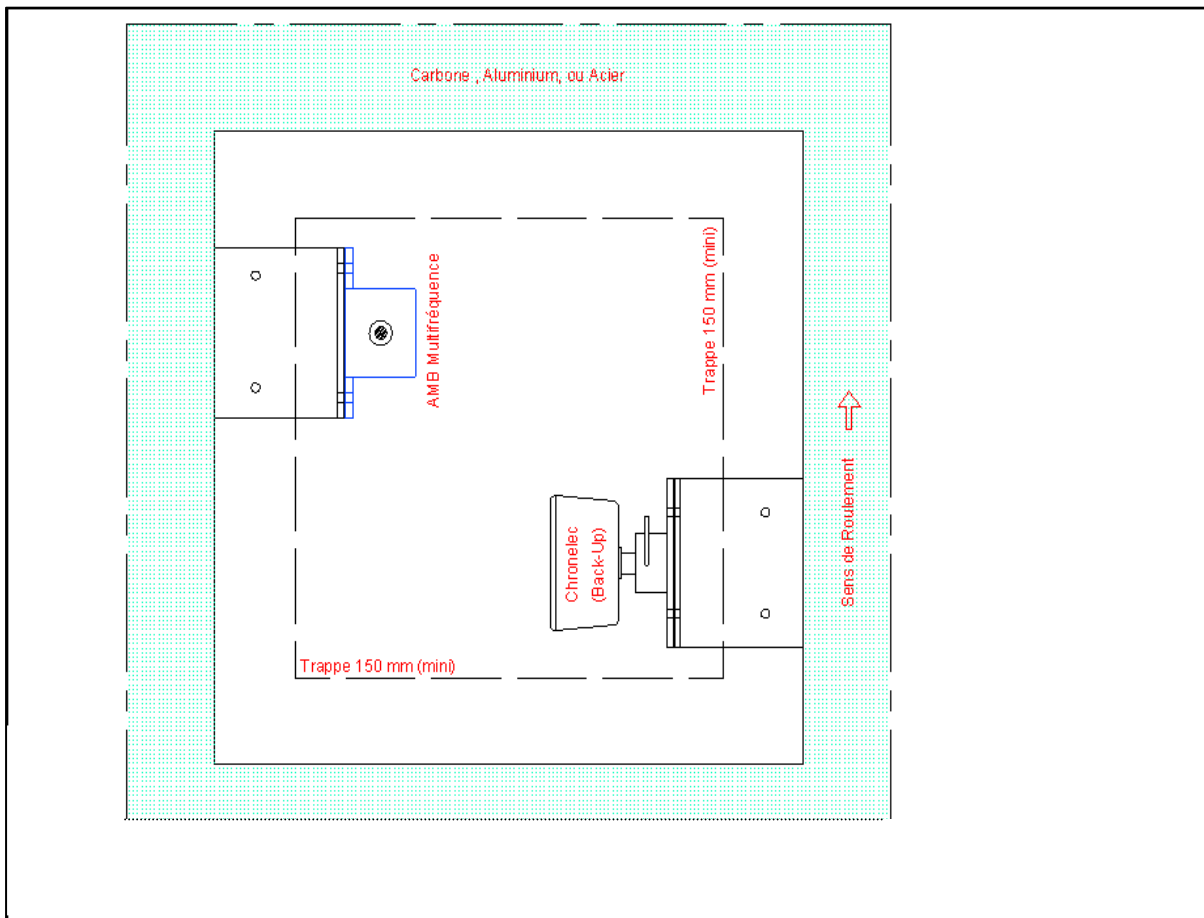 Carbone , Aluminium, ou Acier
AMB Multifréquence
Trappe 150 mm (mini)
Chronelec
(Back-Up)
Sens de Roulement
Trappe 150 mm (mini)